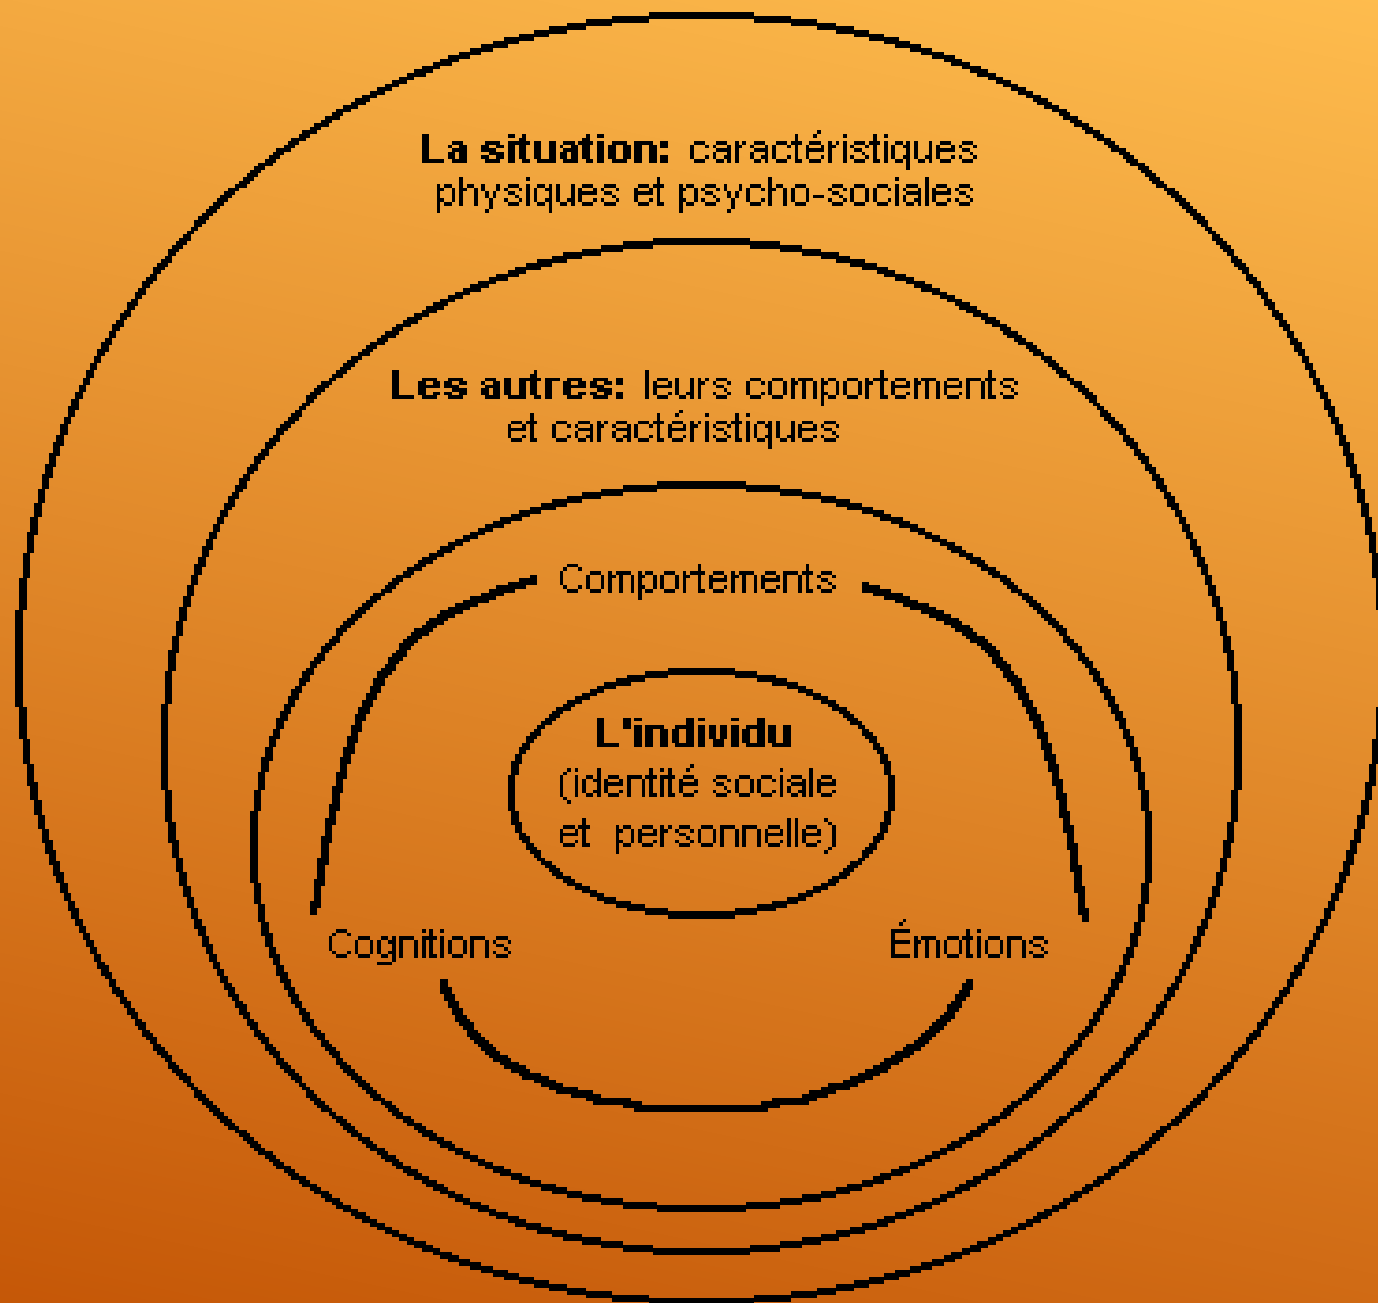 La situation: caractéristiques
physiques et psycho-sociales
Les autres: leurs comportements
et caractéristiques
Comportements
L'individu
(identité sociale
et personnelle)
Cognitions
Émotions